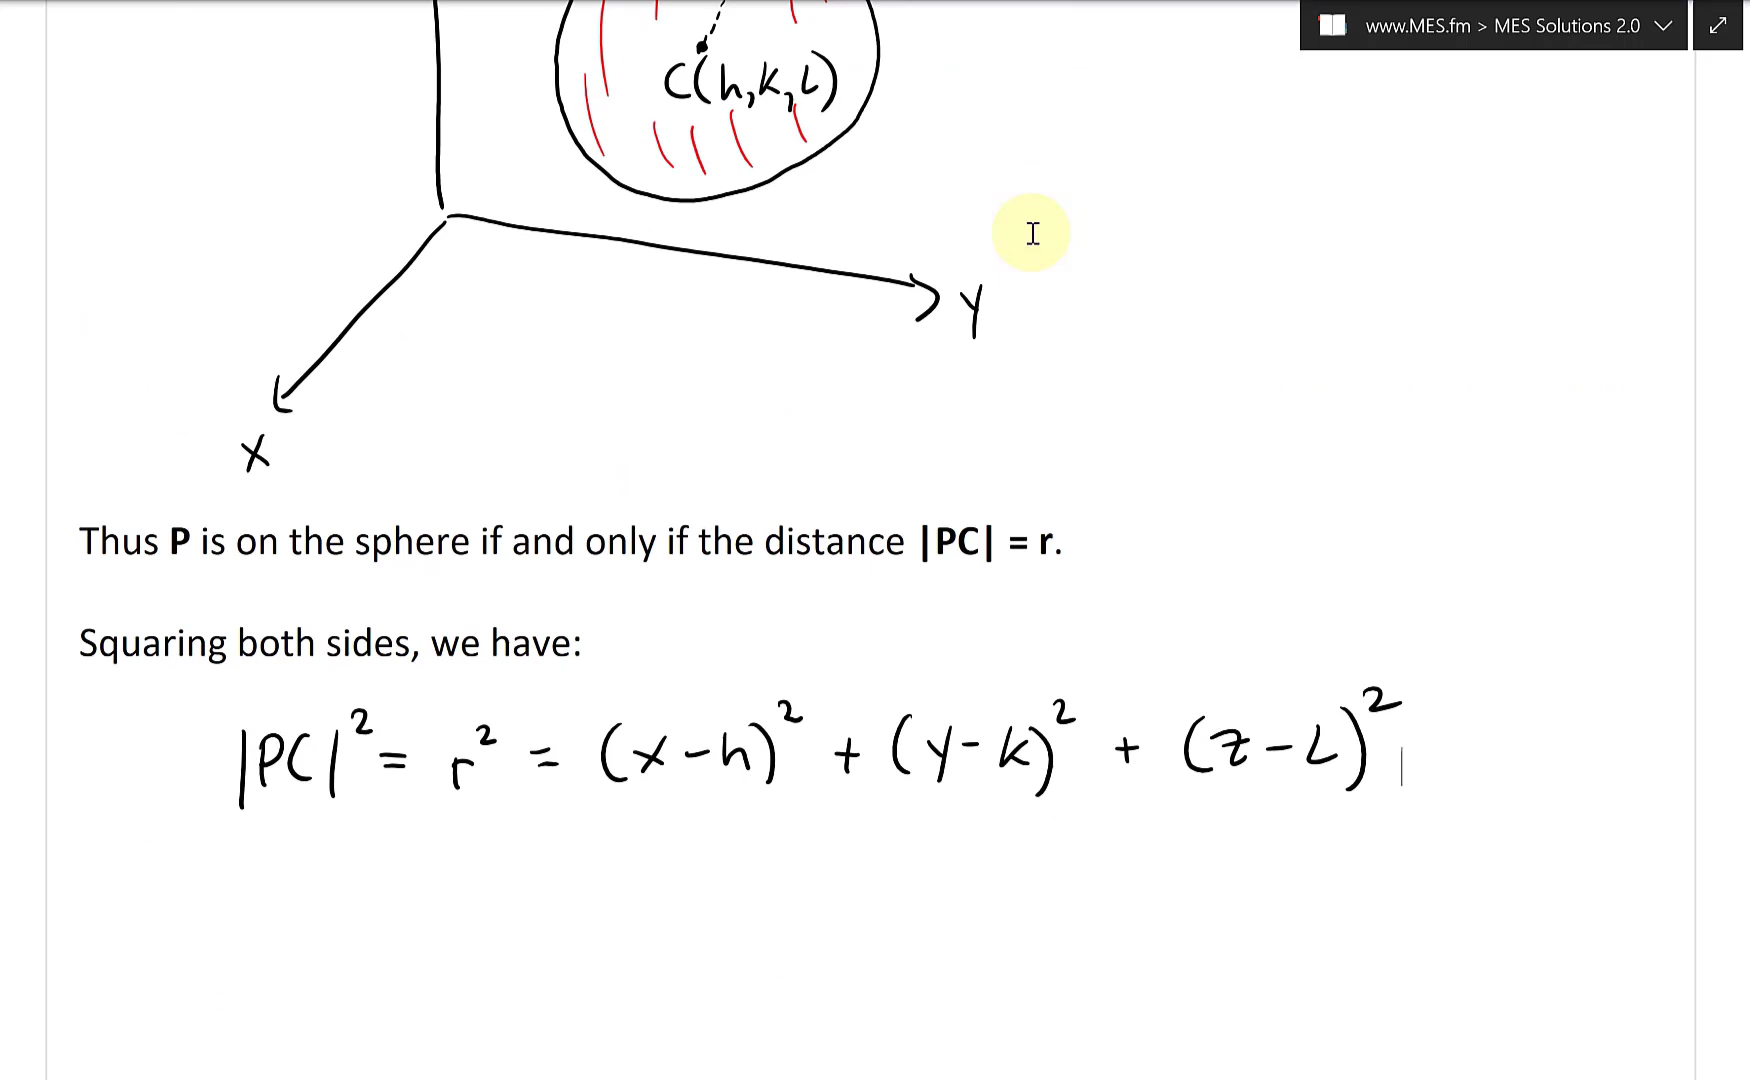 www.MES.fm > MES Solutions 2.0
C(h,k,L)
Y
X
Thus P is on the sphere if and only if the distance |PC| = r.
Squaring both sides, we have:
|PC|² = r² = (x-h)² + (y-k)² + (z-L)²